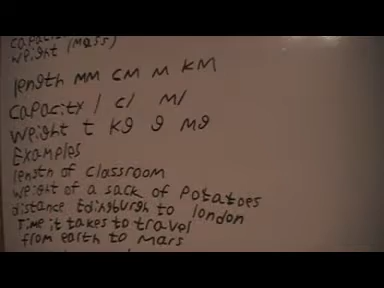 weight (mass)
length mm cm m km
capacity l cl ml
weight t kg g mg
Examples
length of classroom
weight of a sack of potatoes
distance Edingburgh to london
Time it takes to travel
from earth to Mars